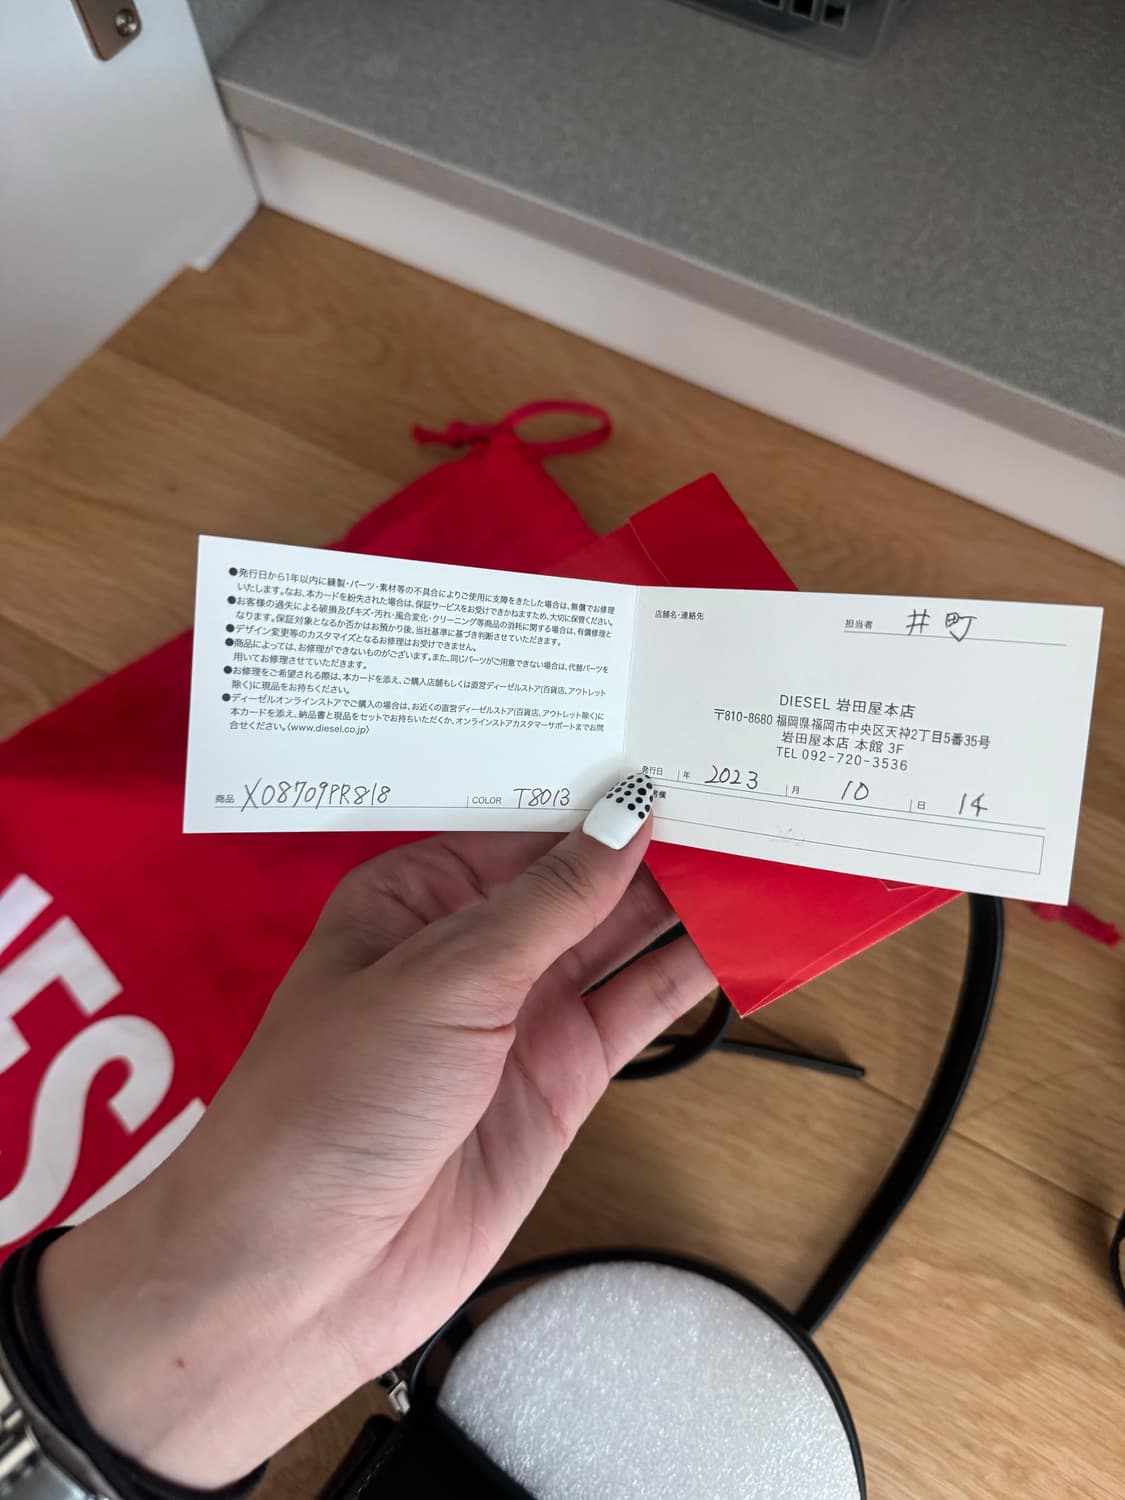 ●発行日から1年以内に縫製・パーツ・素材等の不具合によりご使用に支障をきたした場合は、無償でお修理
いたします。なお、本カードを紛失された場合は、保証サービスをお受けできかねますため、大切に保管ください。
●お客様の過失による破損及びキズ・汚れ・風合変化・クリーニング等商品の消耗に関する場合は、有償修理と
なります。保証対象となるか否かはお預かり後、当社基準に基づき判断させていただきます。
●デザイン変更等のカスタマイズとなるお修理はお受けできません。
●商品によっては、お修理ができないものがございます。また、同じパーツがご用意できない場合は、代替パーツを
用いてお修理させていただきます。
●お修理をご希望される際は、本カードを添え、ご購入店舗もしくは直営ディーゼルストア(百貨店、アウトレット
除く)に現品をお持ちください。
●ディーゼルオンラインストアでご購入の場合は、お近くの直営ディーゼルストア(百貨店、アウトレット除く)に
本カードを添え、納品書と現品をセットでお持ちいただくか、オンラインストアカスタマーサポートまでお問
合せください。〈www.diesel.co.jp〉
商品 X08709PR818 COLOR T8013
店舗名・連絡先
担当者 井町
DIESEL 岩田屋本店
〒810-8680 福岡県福岡市中央区天神2丁目5番35号
岩田屋本店 本館 3F
TEL 092-720-3536
発行日 年 2023 月 10 日 14
欄
ES